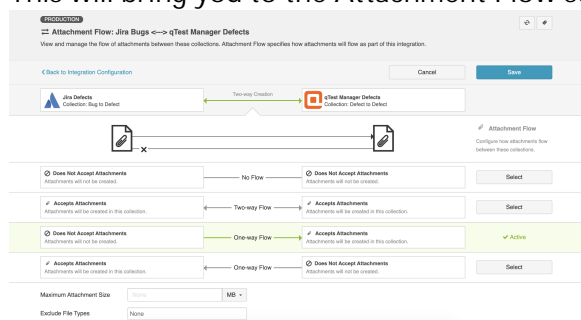 This will bring you to the Attachment Flow
PRODUCTION
Attachment Flow: Jira Bugs <—> qTest Manager Defects
View and manage the flow of attachments between these collections. Attachment Flow specifies how attachments will flow as part of this integration.
Back to Integration Configuration
Cancel
Save
Jira Defects
Collection: Bug to Defect
Two-way Creation
qTest Manager Defects
Collection: Defect to Defect
Attachment Flow
Configure how attachments flow
between these collections.
Does Not Accept Attachments
Attachments will not be created.
No Flow
Does Not Accept Attachments
Attachments will not be created.
Select
Accepts Attachments
Attachments will be created in this collection.
Two-way Flow
Accepts Attachments
Attachments will be created in this collection.
Select
Does Not Accept Attachments
Attachments will not be created.
One-way Flow
Accepts Attachments
Attachments will be created in this collection.
Active
Accepts Attachments
Attachments will be created in this collection.
One-way Flow
Does Not Accept Attachments
Attachments will not be created.
Select
Maximum Attachment Size
None
MB
Exclude File Types
None